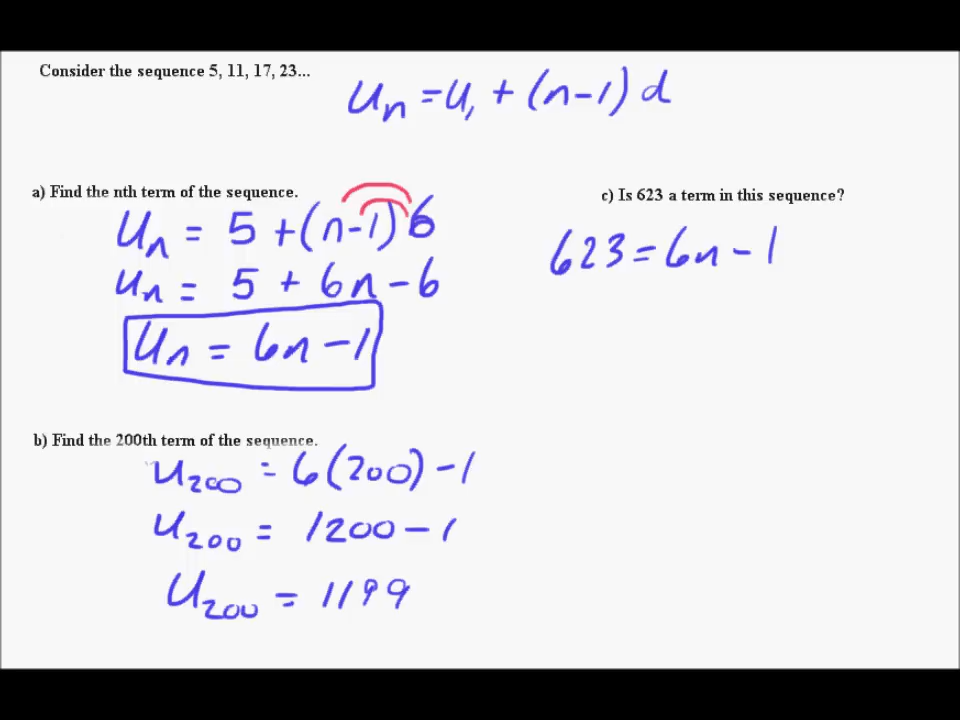 Consider the sequence 5, 11, 17, 23...
Un = U1 + (n-1)d
a) Find the nth term of the sequence.
Un = 5 + (n-1)6
Un = 5 + 6n - 6
Un = 6n - 1
b) Find the 200th term of the sequence.
U200 = 6(200) - 1
U200 = 1200 - 1
U200 = 1199
c) Is 623 a term in this sequence?
623 = 6n - 1